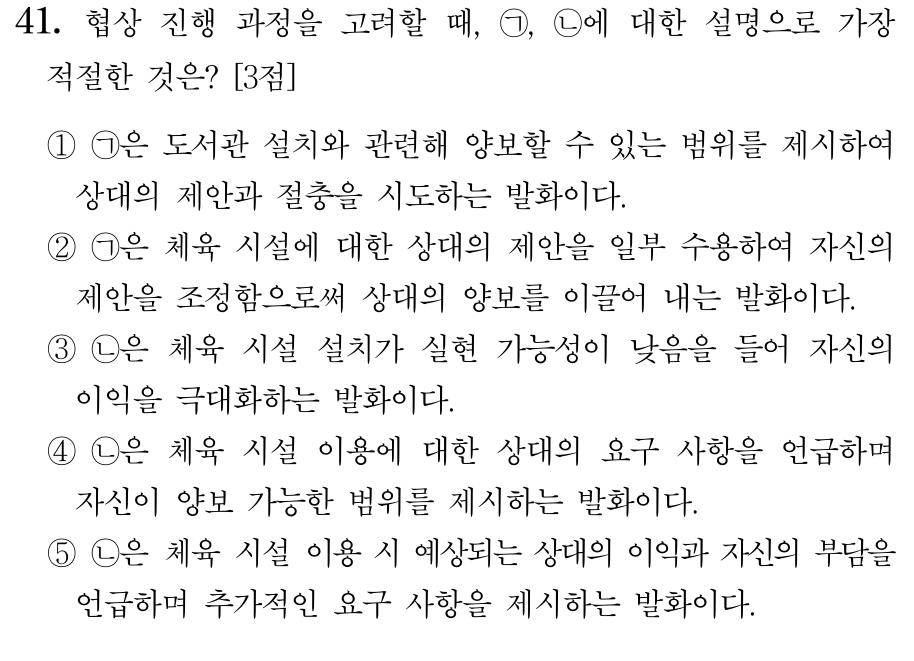 41. 협상 진행 과정을 고려할 때, ㉠, ㉡에 대한 설명으로 가장
적절한 것은? [3점]
① ㉠은 도서관 설치와 관련해 양보할 수 있는 범위를 제시하여
상대의 제안과 절충을 시도하는 발화이다.
② ㉠은 체육 시설에 대한 상대의 제안을 일부 수용하여 자신의
제안을 조정함으로써 상대의 양보를 이끌어 내는 발화이다.
③ ㉡은 체육 시설 설치가 실현 가능성이 낮음을 들어 자신의
이익을 극대화하는 발화이다.
④ ㉡은 체육 시설 이용에 대한 상대의 요구 사항을 언급하며
자신이 양보 가능한 범위를 제시하는 발화이다.
⑤ ㉡은 체육 시설 이용 시 예상되는 상대의 이익과 자신의 부담을
언급하며 추가적인 요구 사항을 제시하는 발화이다.